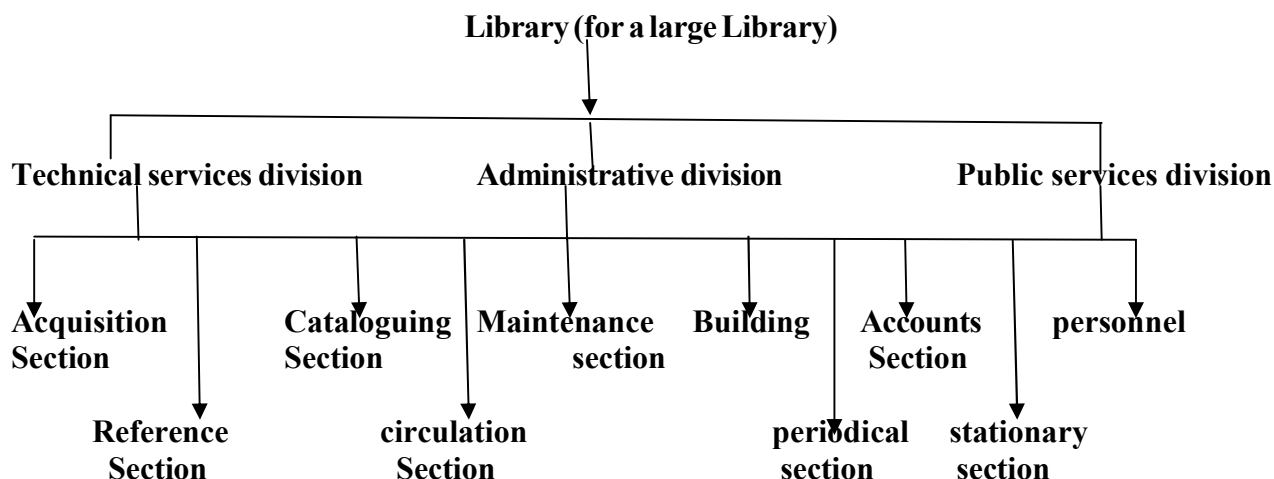 Library (for a large Library)
Technical services division
Administrative division
Public services division
Acquisition
Section
Cataloguing
Section
Maintenance
section
Building
Accounts
Section
personnel
Reference
Section
circulation
Section
periodical
section
stationary
section